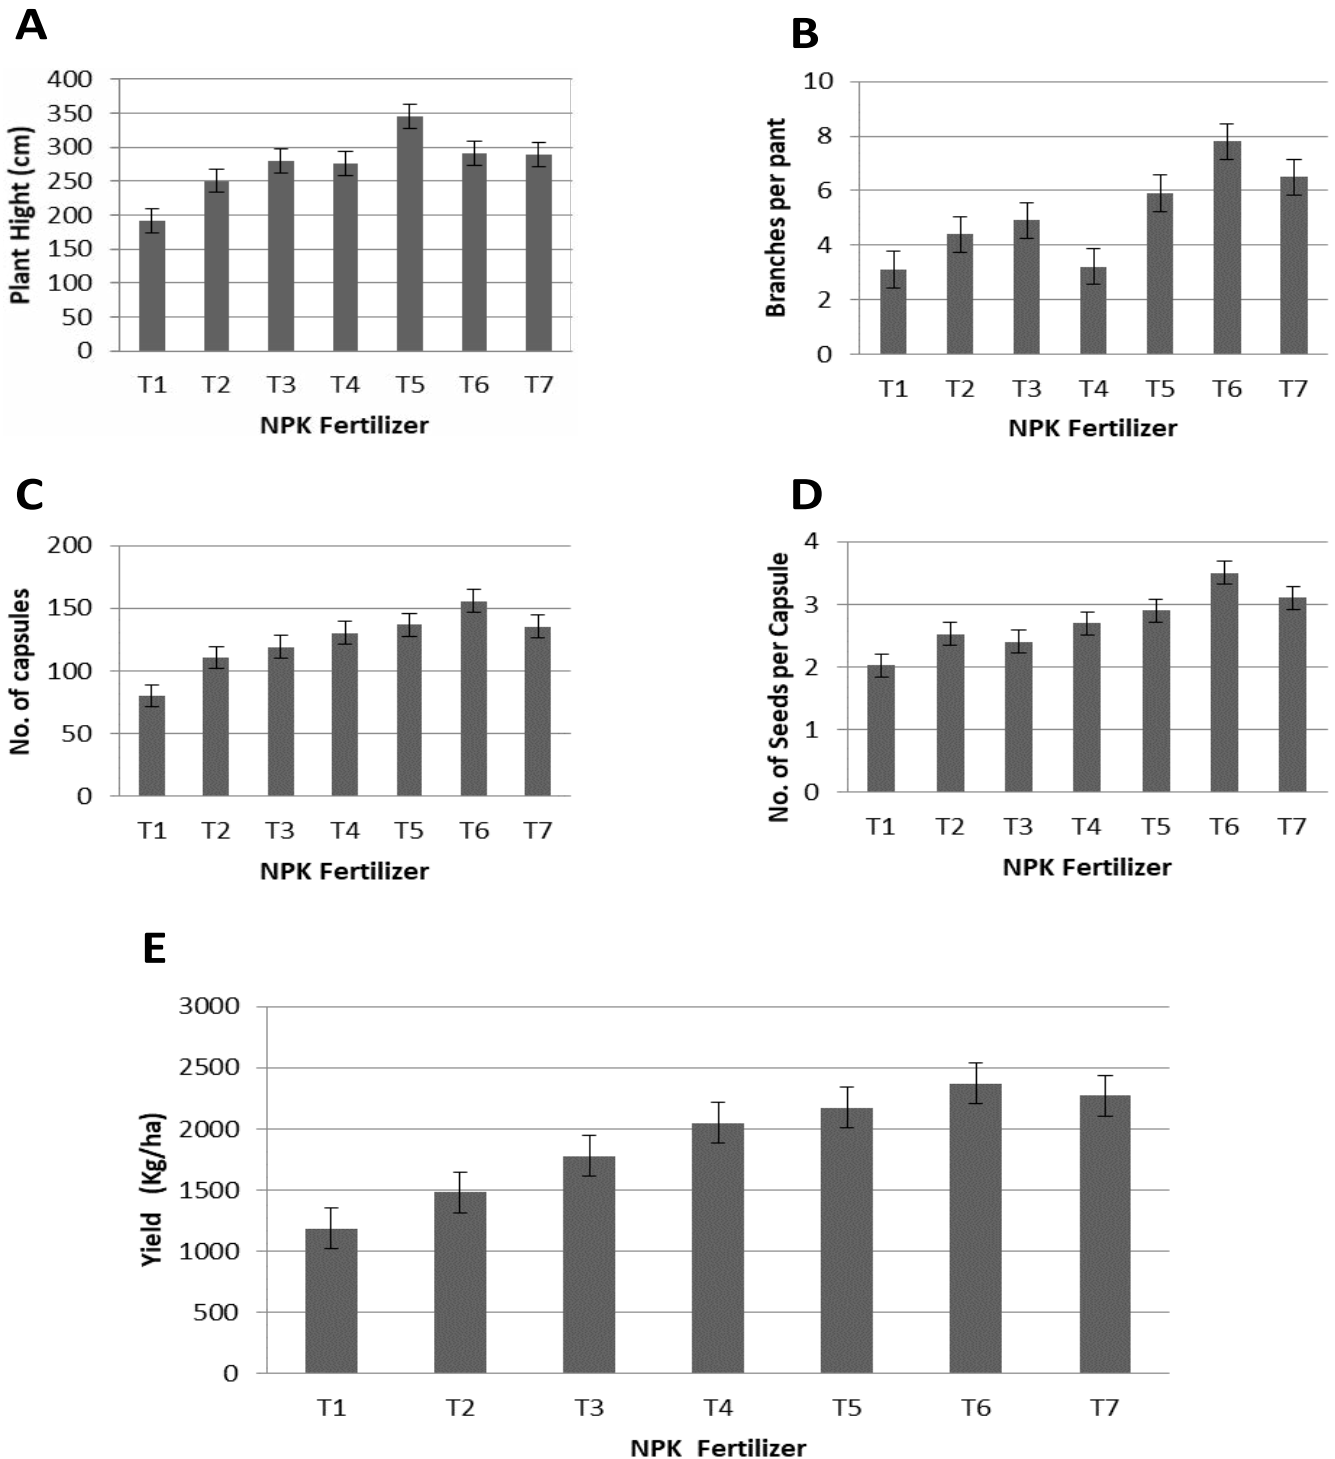 A
Plant Hight (cm)
400
350
300
250
200
150
100
50
0
T1 T2 T3 T4 T5 T6 T7
NPK Fertilizer
B
Branches per pant
10
8
6
4
2
0
T1 T2 T3 T4 T5 T6 T7
NPK Fertilizer
C
No. of capsules
200
150
100
50
0
T1 T2 T3 T4 T5 T6 T7
NPK Fertilizer
D
No. of Seeds per Capsule
4
3
2
1
0
T1 T2 T3 T4 T5 T6 T7
NPK Fertilizer
E
Yield (Kg/ha)
3000
2500
2000
1500
1000
500
0
T1 T2 T3 T4 T5 T6 T7
NPK Fertilizer